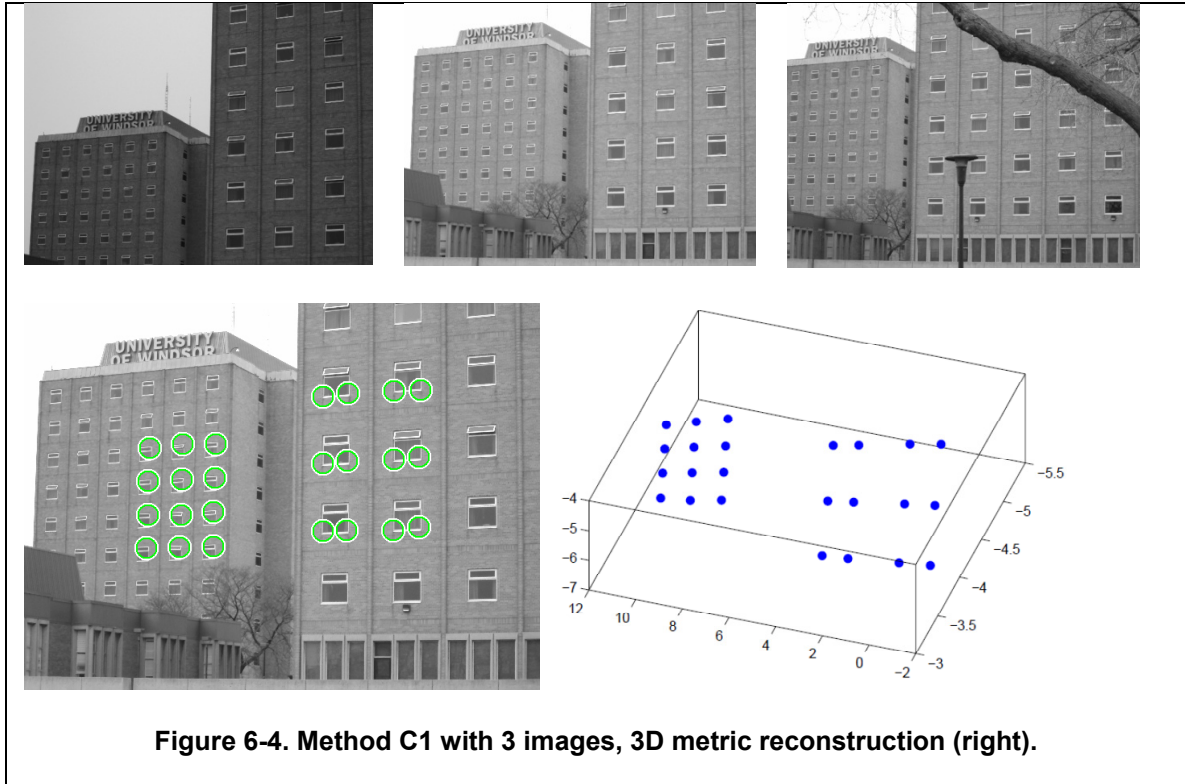 UNIVERSITY
OF WINDSOR
UNIVERSITY
OF WINDSOR
UNIVERSITY
OF WINDSOR
UNIVERSITY
OF WINDSOR
-4
-5
-6
-7
12
10
8
6
4
2
0
-2
-3
-3.5
-4
-4.5
-5
-5.5
Figure 6-4. Method C1 with 3 images, 3D metric reconstruction (right).